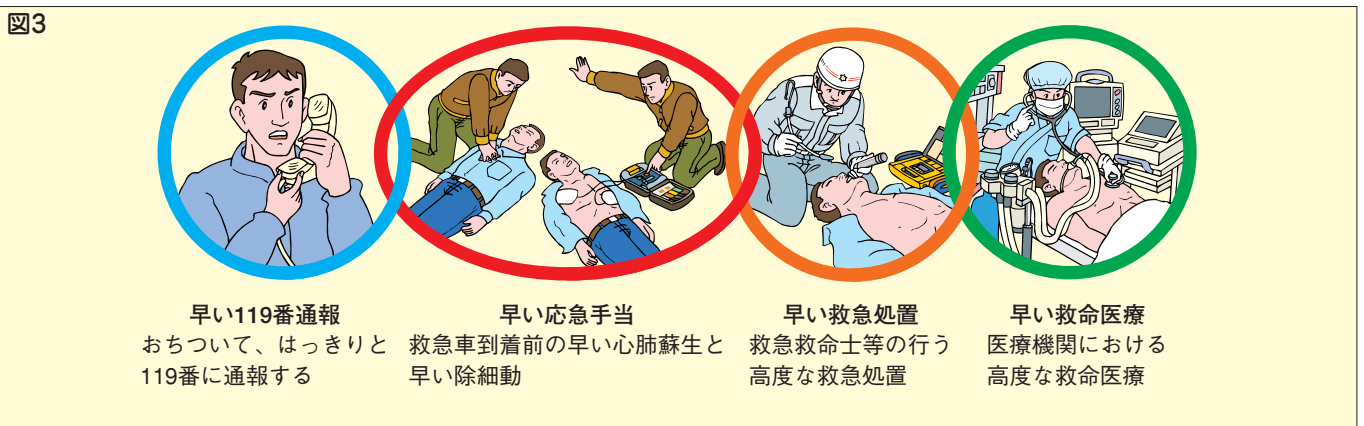 図3
早い119番通報
おちついて、はっきりと
119番に通報する
早い応急手当
救急車到着前の早い心肺蘇生と
早い除細動
早い救急処置
救急救命士等の行う
高度な救急処置
早い救命医療
医療機関における
高度な救命医療